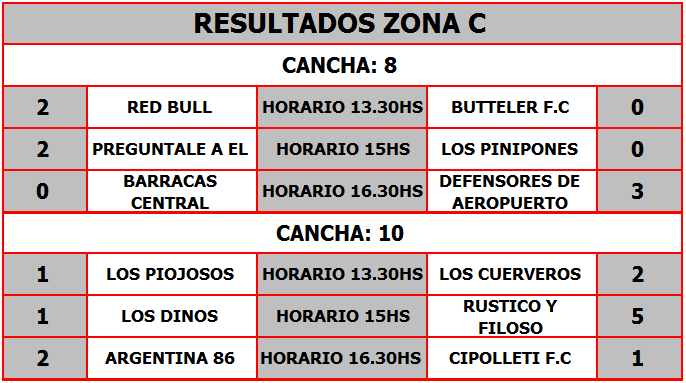 RESULTADOS ZONA C
CANCHA: 8
2 RED BULL HORARIO 13.30HS BUTTELER F.C 0
2 PREGUNTALE A EL HORARIO 15HS LOS PINIPONES 0
0 BARRACAS CENTRAL HORARIO 16.30HS DEFENSORES DE AEROPUERTO 3
CANCHA: 10
1 LOS PIOJOSOS HORARIO 13.30HS LOS CUERVEROS 2
1 LOS DINOS HORARIO 15HS RUSTICO Y FILOSO 5
2 ARGENTINA 86 HORARIO 16.30HS CIPOLLETI F.C 1